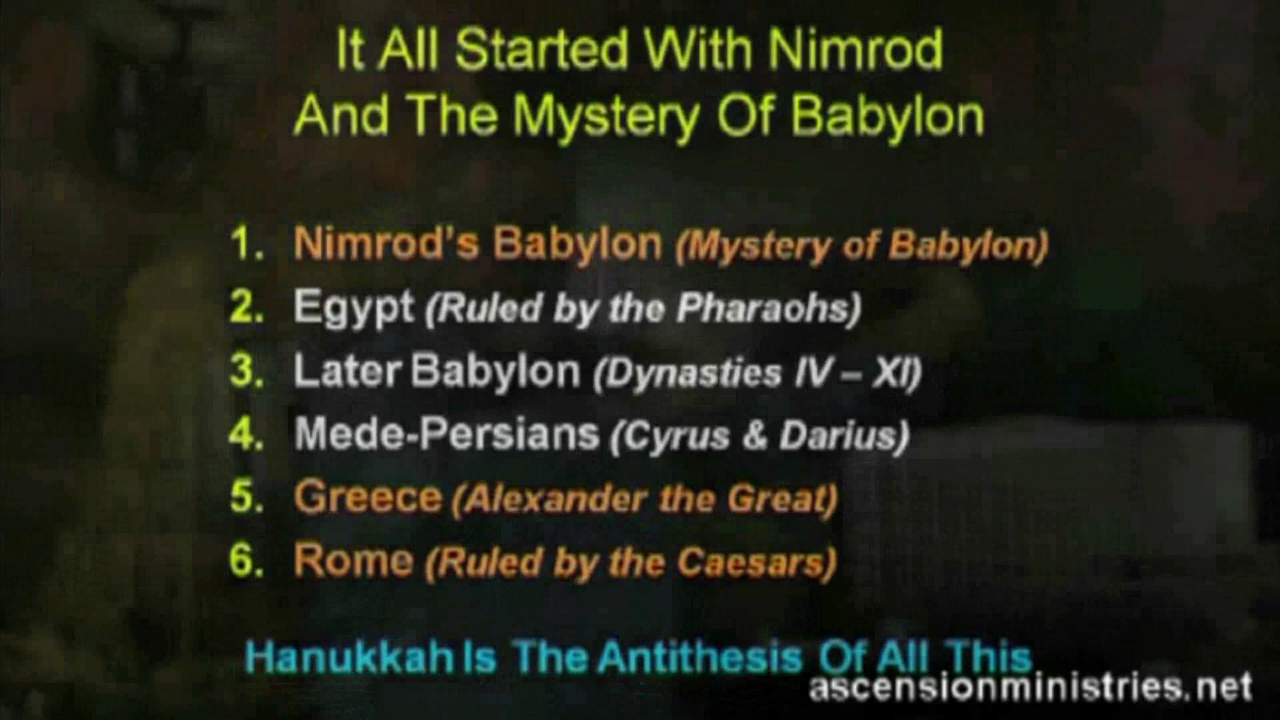 It All Started With Nimrod
And The Mystery Of Babylon
1. Nimrod's Babylon (Mystery of Babylon)
2. Egypt (Ruled by the Pharaohs)
3. Later Babylon (Dynasties IV – XI)
4. Mede-Persians (Cyrus & Darius)
5. Greece (Alexander the Great)
6. Rome (Ruled by the Caesars)
Hanukkah Is The Antithesis Of All This
ascensionministries.net